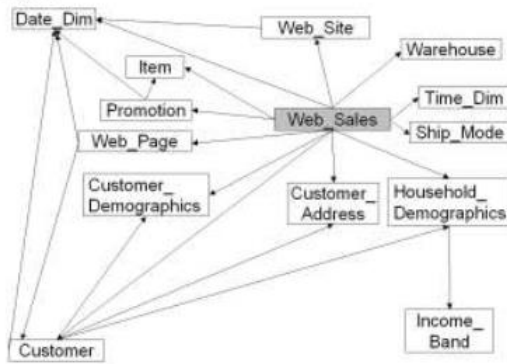 Date_Dim
Web_Site
Warehouse
Item
Time_Dim
Promotion
Web_Sales
Ship_Mode
Web_Page
Customer_
Demographics
Customer_
Address
Household_
Demographics
Income_
Band
Customer